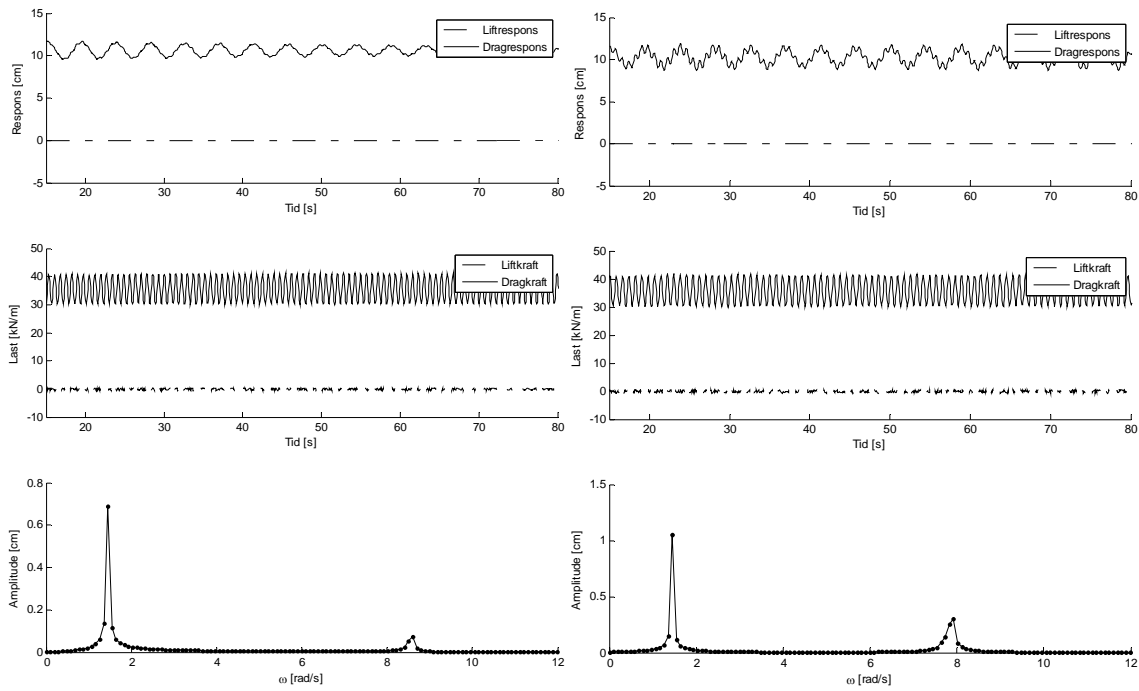 15
10
5
0
-5
Respons [cm]
Liftrespons
Dragrespons
20 30 40 50 60 70 80
Tid [s]
15
10
5
0
-5
Respons [cm]
Liftrespons
Dragrespons
20 30 40 50 60 70 80
Tid [s]
50
40
30
20
10
0
-10
Last [kN/m]
Liftkraft
Dragkraft
20 30 40 50 60 70 80
Tid [s]
50
40
30
20
10
0
-10
Last [kN/m]
Liftkraft
Dragkraft
20 30 40 50 60 70 80
Tid [s]
0.8
0.6
0.4
0.2
0
Amplitude [cm]
0 2 4 6 8 10 12
ω [rad/s]
1.5
1
0.5
0
Amplitude [cm]
0 2 4 6 8 10 12
ω [rad/s]